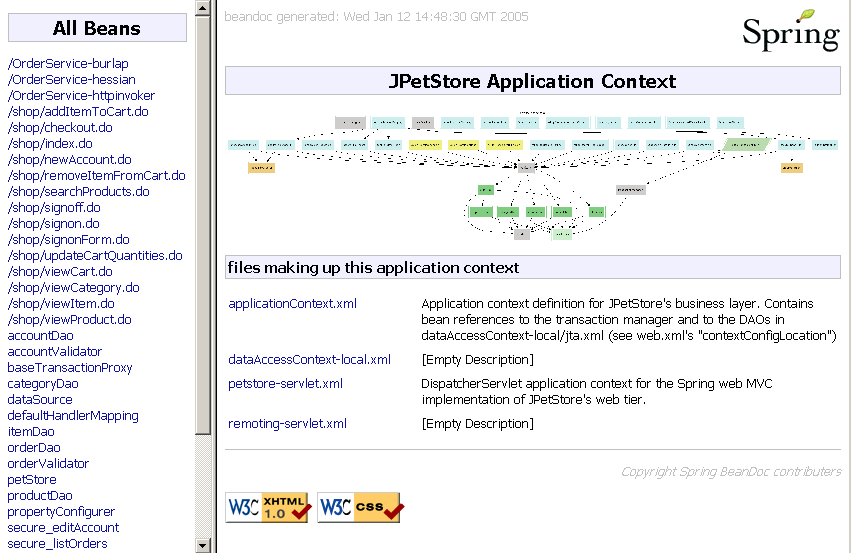 All Beans
/OrderService-burlap
/OrderService-hessian
/OrderService-httpinvoker
/shop/addItemToCart.do
/shop/checkout.do
/shop/index.do
/shop/newAccount.do
/shop/removeItemFromCart.do
/shop/searchProducts.do
/shop/signoff.do
/shop/signon.do
/shop/signonForm.do
/shop/updateCartQuantities.do
/shop/viewCart.do
/shop/viewCategory.do
/shop/viewItem.do
/shop/viewProduct.do
accountDao
accountValidator
baseTransactionProxy
categoryDao
dataSource
defaultHandlerMapping
itemDao
orderDao
orderValidator
petStore
productDao
propertyConfigurer
secure_editAccount
secure_listOrders
beandoc generated: Wed Jan 12 14:48:30 GMT 2005
Spring
JPetStore Application Context
files making up this application context
applicationContext.xml
Application context definition for JPetStore's business layer. Contains
bean references to the transaction manager and to the DAOs in
dataAccessContext-local/jta.xml (see web.xml's "contextConfigLocation")
dataAccessContext-local.xml
[Empty Description]
petstore-servlet.xml
DispatcherServlet application context for the Spring web MVC
implementation of JPetStore's web tier.
remoting-servlet.xml
[Empty Description]
Copyright Spring BeanDoc contributers
W3C XHTML 1.0
W3C css